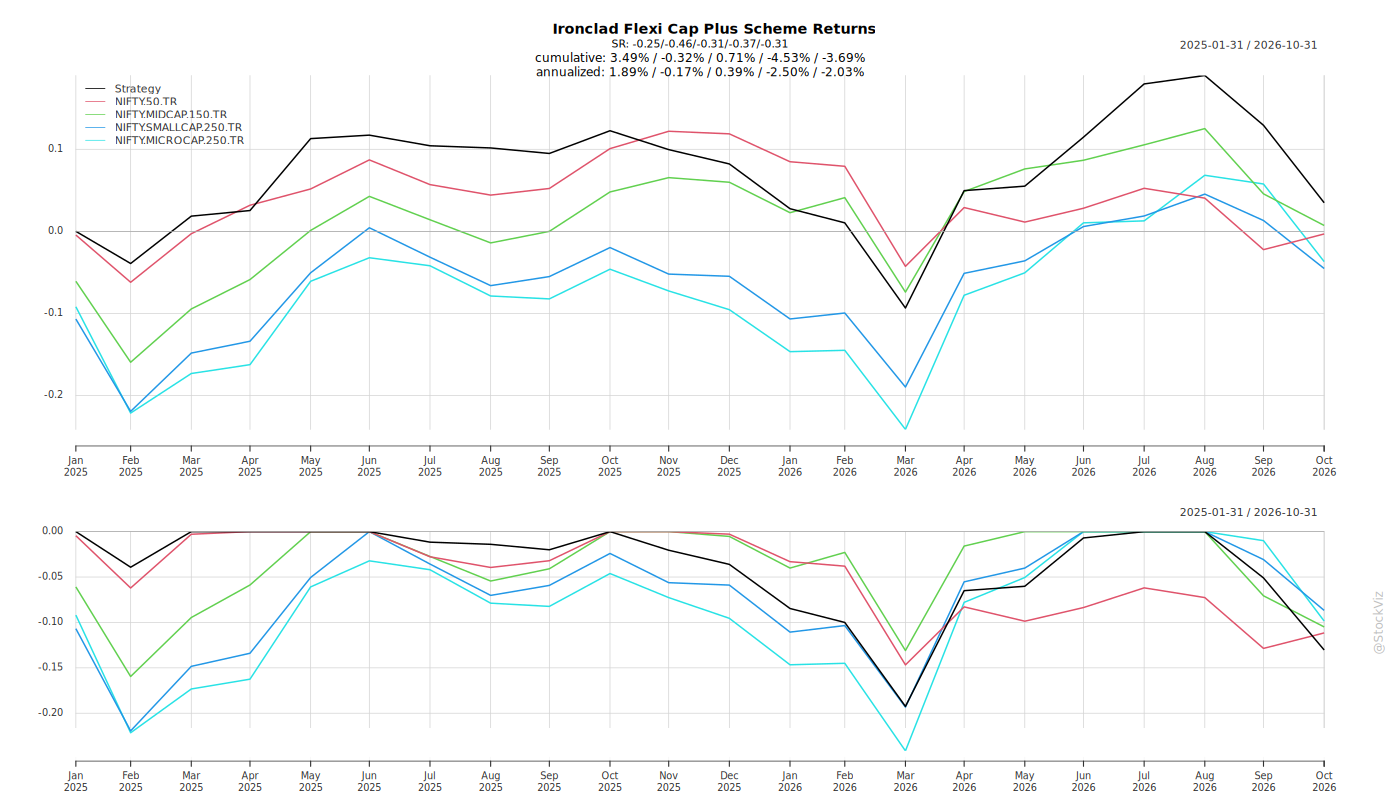 Ironclad Flexi Cap Plus Scheme Returns
SR: -0.25/-0.46/-0.31/-0.37/-0.31
cumulative: 3.49% / -0.32% / 0.71% / -4.53% / -3.69%
annualized: 1.89% / -0.17% / 0.39% / -2.50% / -2.03%
2025-01-31 / 2026-10-31
Strategy
NIFTY.50.TR
NIFTY.MIDCAP.150.TR
NIFTY.SMALLCAP.250.TR
NIFTY.MICROCAP.250.TR
0.1
0.0
-0.1
-0.2
Jan Feb Mar Apr May Jun Jul Aug Sep Oct Nov Dec Jan Feb Mar Apr May Jun Jul Aug Sep Oct
2025 2025 2025 2025 2025 2025 2025 2025 2025 2025 2025 2025 2026 2026 2026 2026 2026 2026 2026 2026 2026 2026
2025-01-31 / 2026-10-31
0.00
-0.05
-0.10
-0.15
-0.20
Jan Feb Mar Apr May Jun Jul Aug Sep Oct Nov Dec Jan Feb Mar Apr May Jun Jul Aug Sep Oct
2025 2025 2025 2025 2025 2025 2025 2025 2025 2025 2025 2025 2026 2026 2026 2026 2026 2026 2026 2026 2026 2026
@StockViz